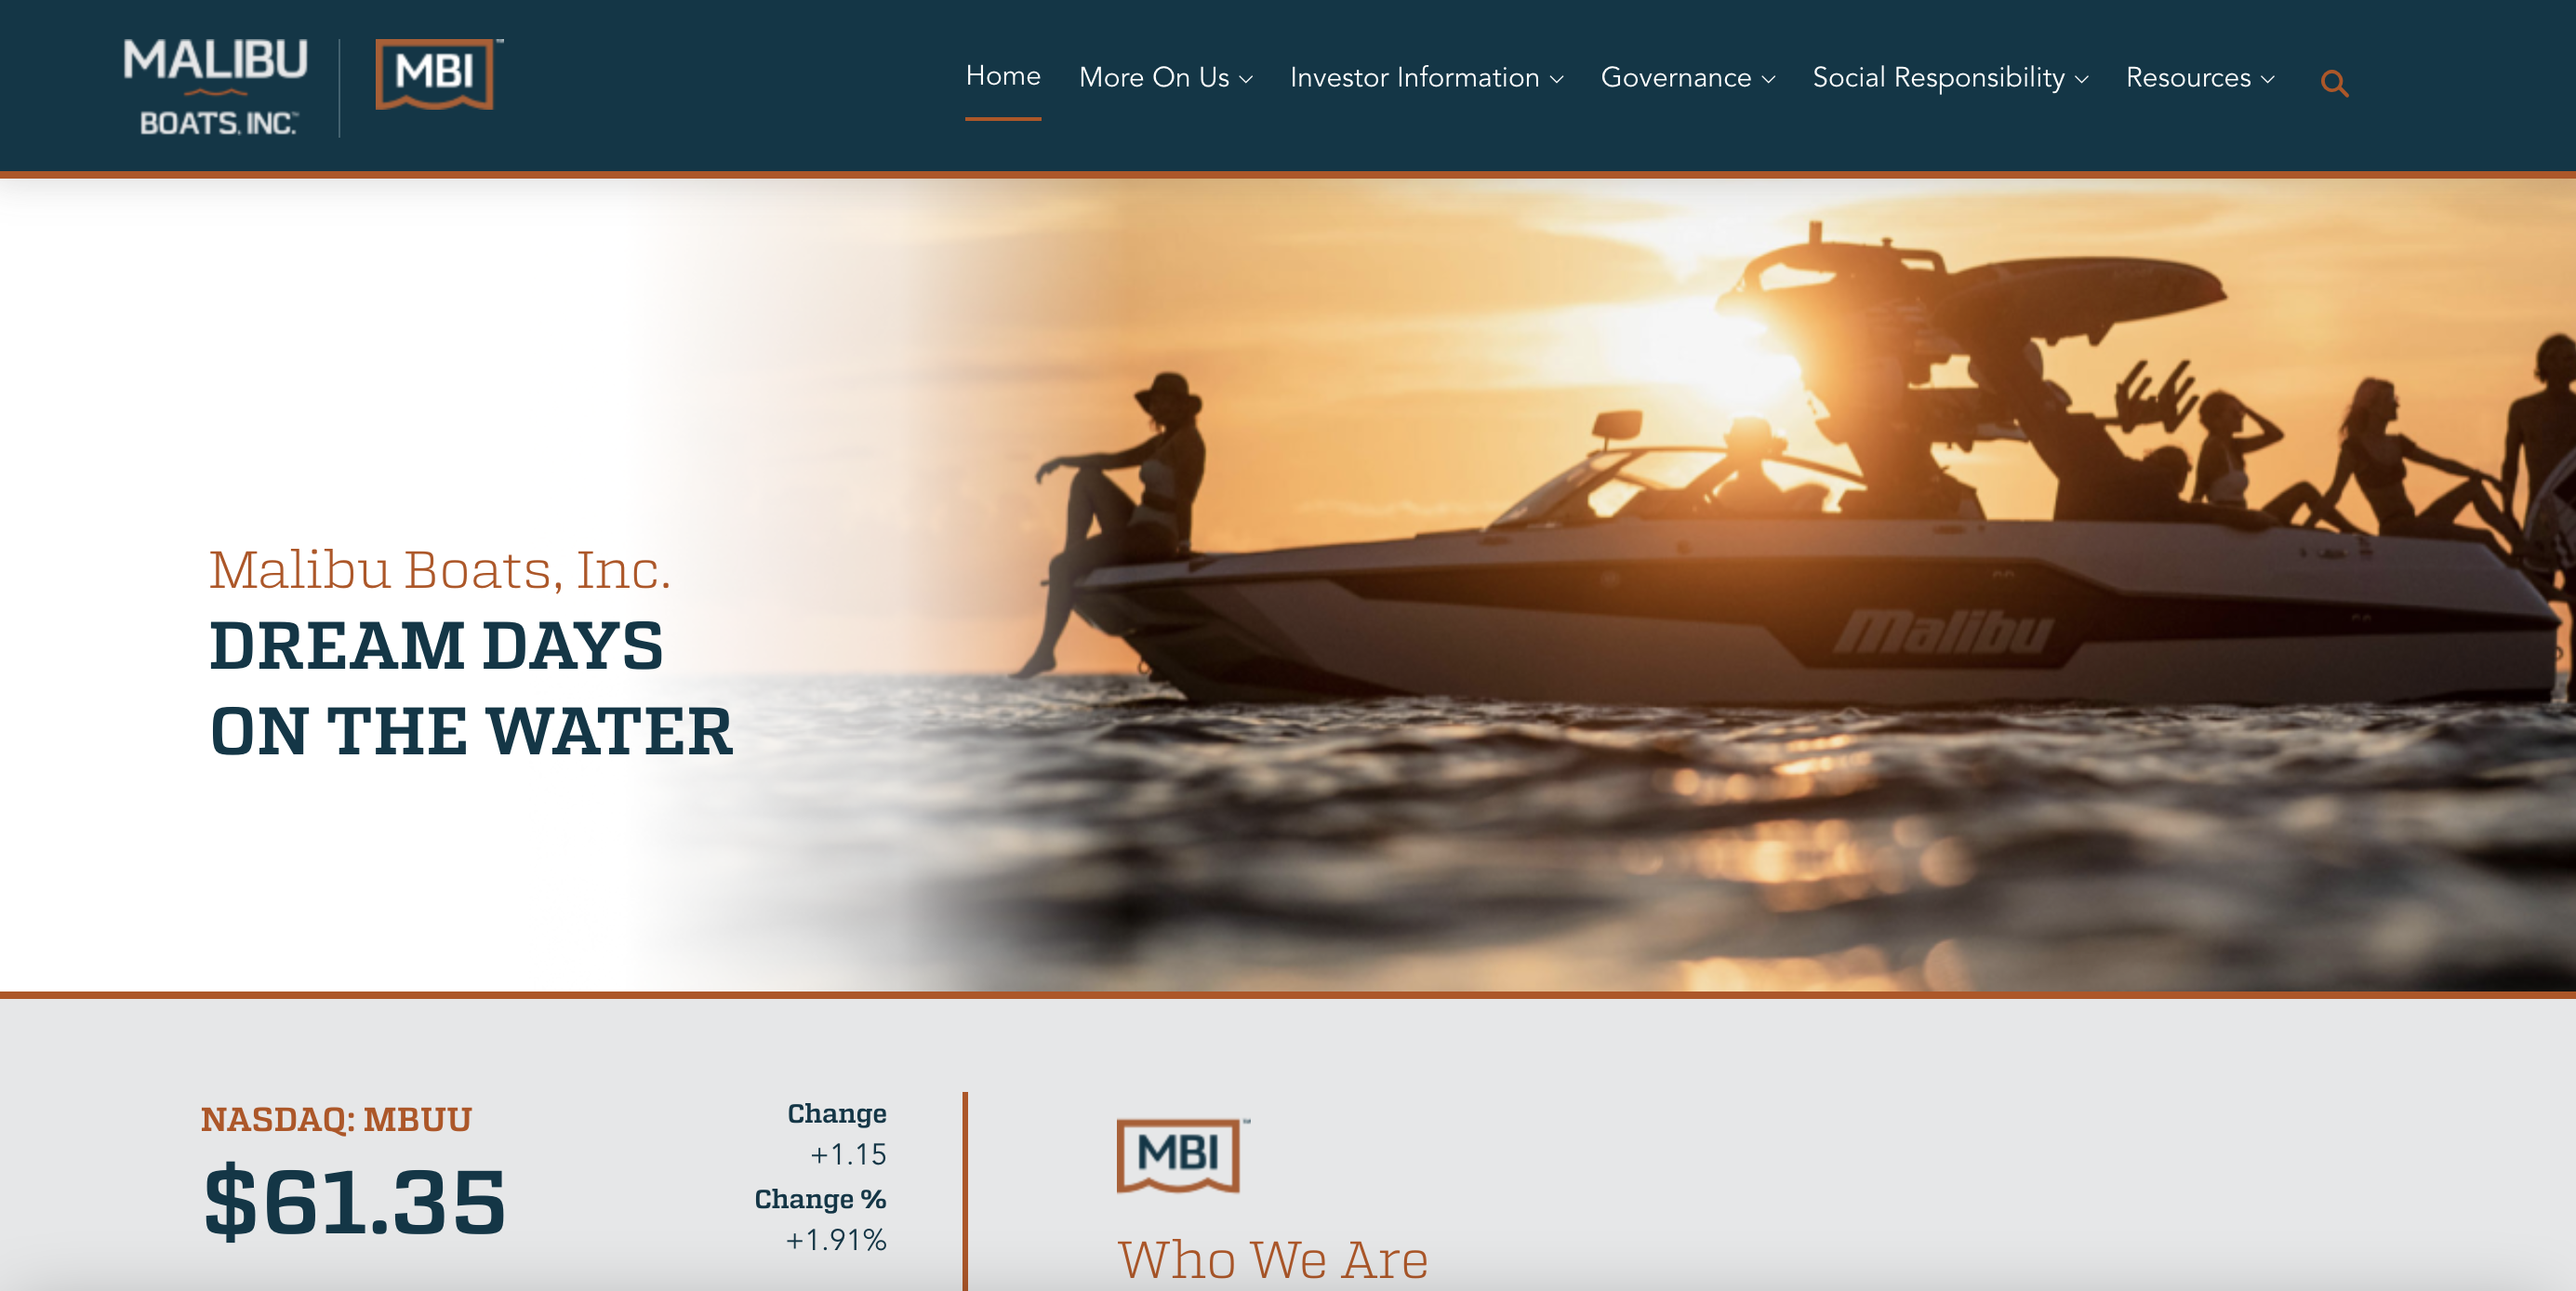 MALIBU
BOATS, INC.™
MBI
Home
More On Us
Investor Information
Governance
Social Responsibility
Resources
Malibu Boats, Inc.
DREAM DAYS
ON THE WATER
Malibu
NASDAQ: MBUU
$61.35
Change
+1.15
Change %
+1.91%
MBI
Who We Are